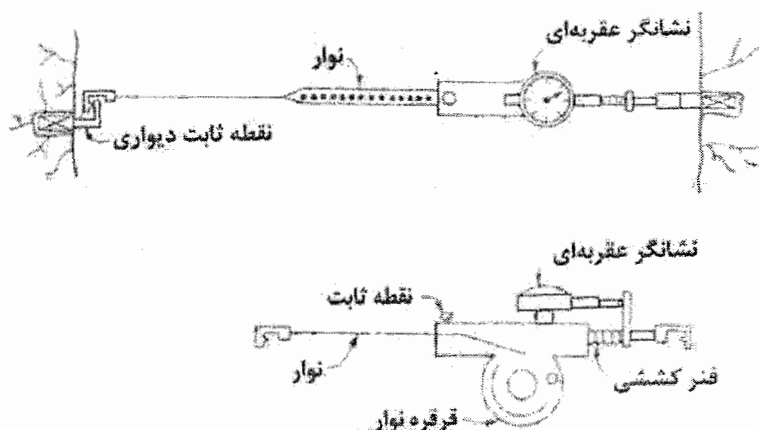 نشانگر عقربه‌ای
نوار
نقطه ثابت دیواری
نشانگر عقربه‌ای
نقطه ثابت
نوار
فنر کششی
قرقره نوار